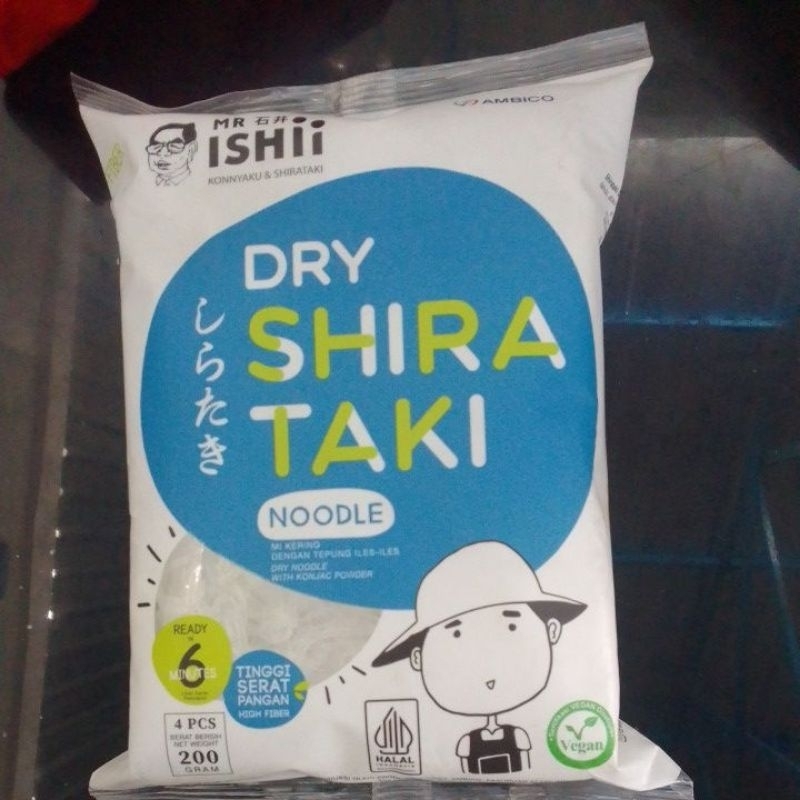 AMBICO
MR 石井
ISHii
KONNYAKU & SHIRATAKI
DRY
SHIRA
TAKI
しらたき
NOODLE
MI KERING
DENGAN TEPUNG ILES-ILES
DRY NOODLE
WITH KONJAC POWDER
READY
IN
6
MINUTES
TINGGI
SERAT
PANGAN
HIGH FIBER
4 PCS
BERAT BERSIH
NET WEIGHT
200
GRAM
HALAL
INDONESIA
Vegan